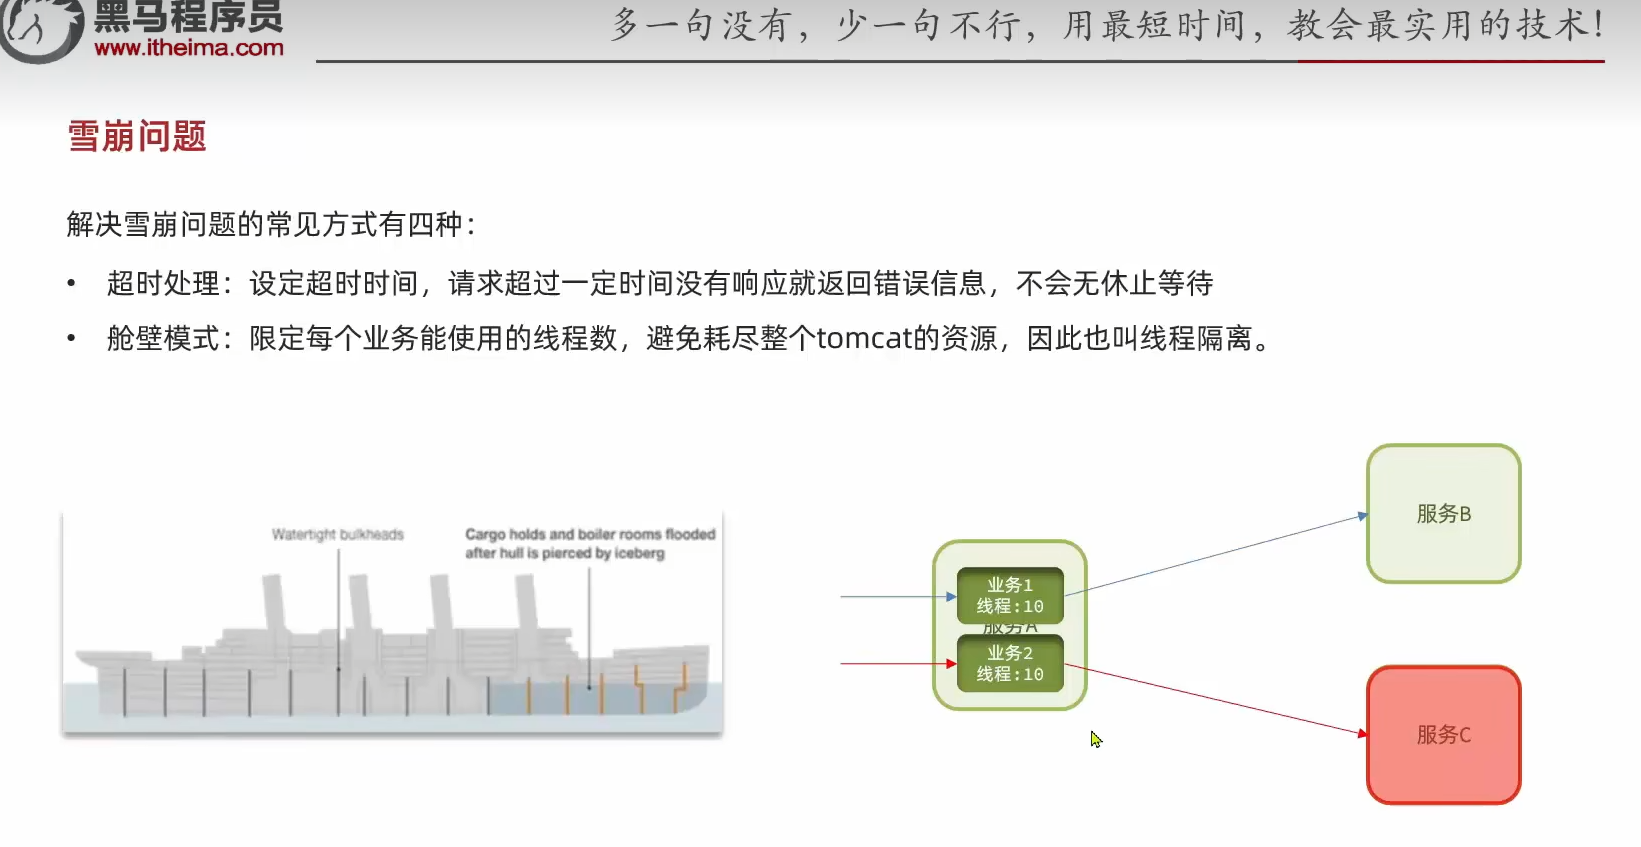 黑马程序员
www.itheima.com
多一句没有，少一句不行，用最短时间，教会最实用的技术！
雪崩问题
解决雪崩问题的常见方式有四种：
• 超时处理：设定超时时间，请求超过一定时间没有响应就返回错误信息，不会无休止等待
• 舱壁模式：限定每个业务能使用的线程数，避免耗尽整个tomcat的资源，因此也叫线程隔离。
Watertight bulkheads
Cargo holds and boiler rooms flooded
after hull is pierced by iceberg
业务1
线程:10
服务A
业务2
线程:10
服务B
服务C